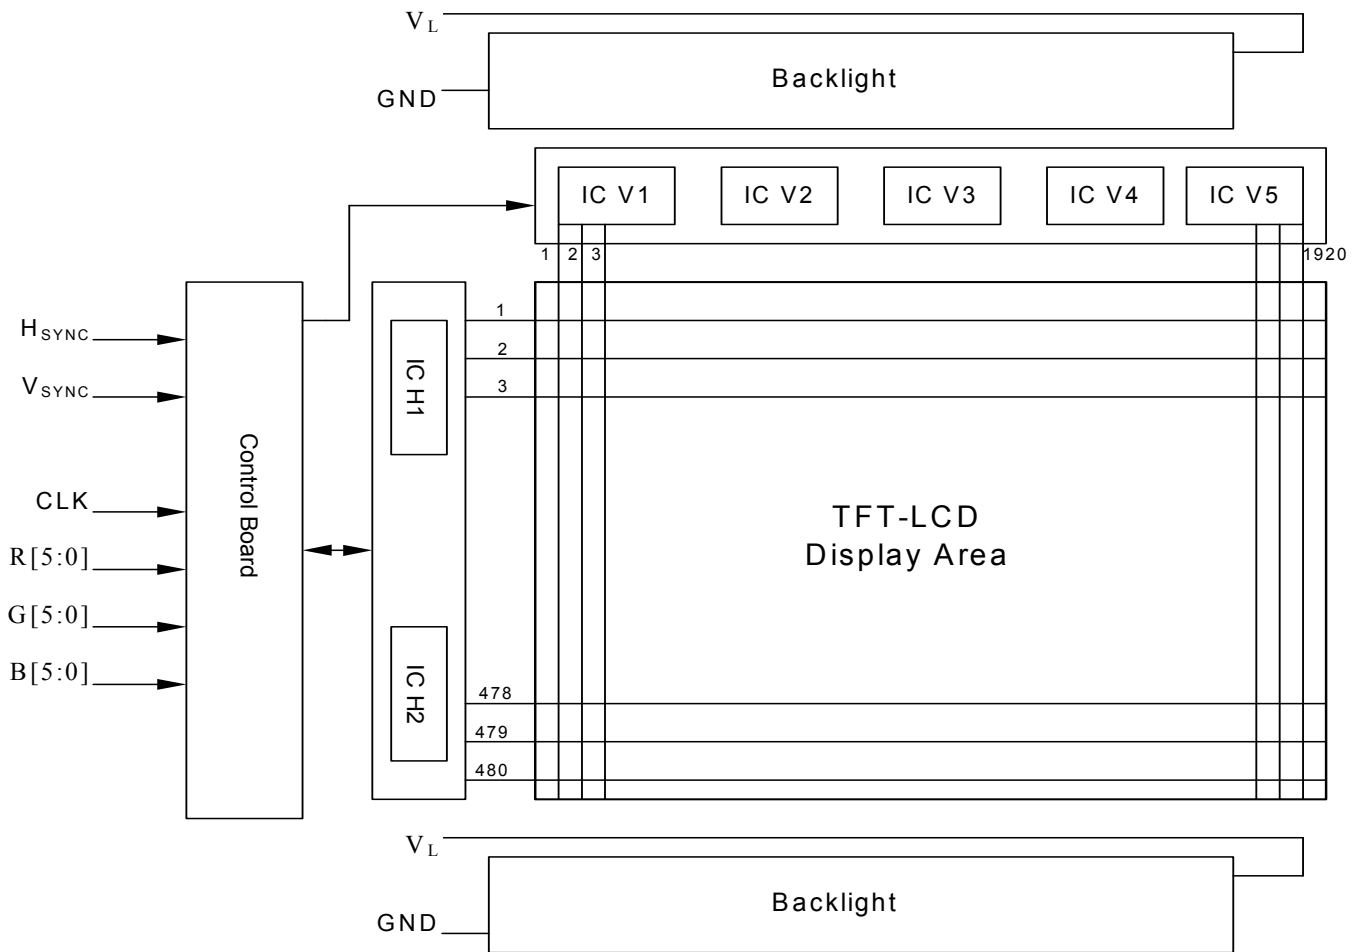 VL
Backlight
GND
IC V1 IC V2 IC V3 IC V4 IC V5
1 2 3 1920
HSYNC
VSYNC
CLK
R[5:0]
G[5:0]
B[5:0]
Control Board
IC H1
IC H2
1
2
3
478
479
480
TFT-LCD
Display Area
VL
Backlight
GND